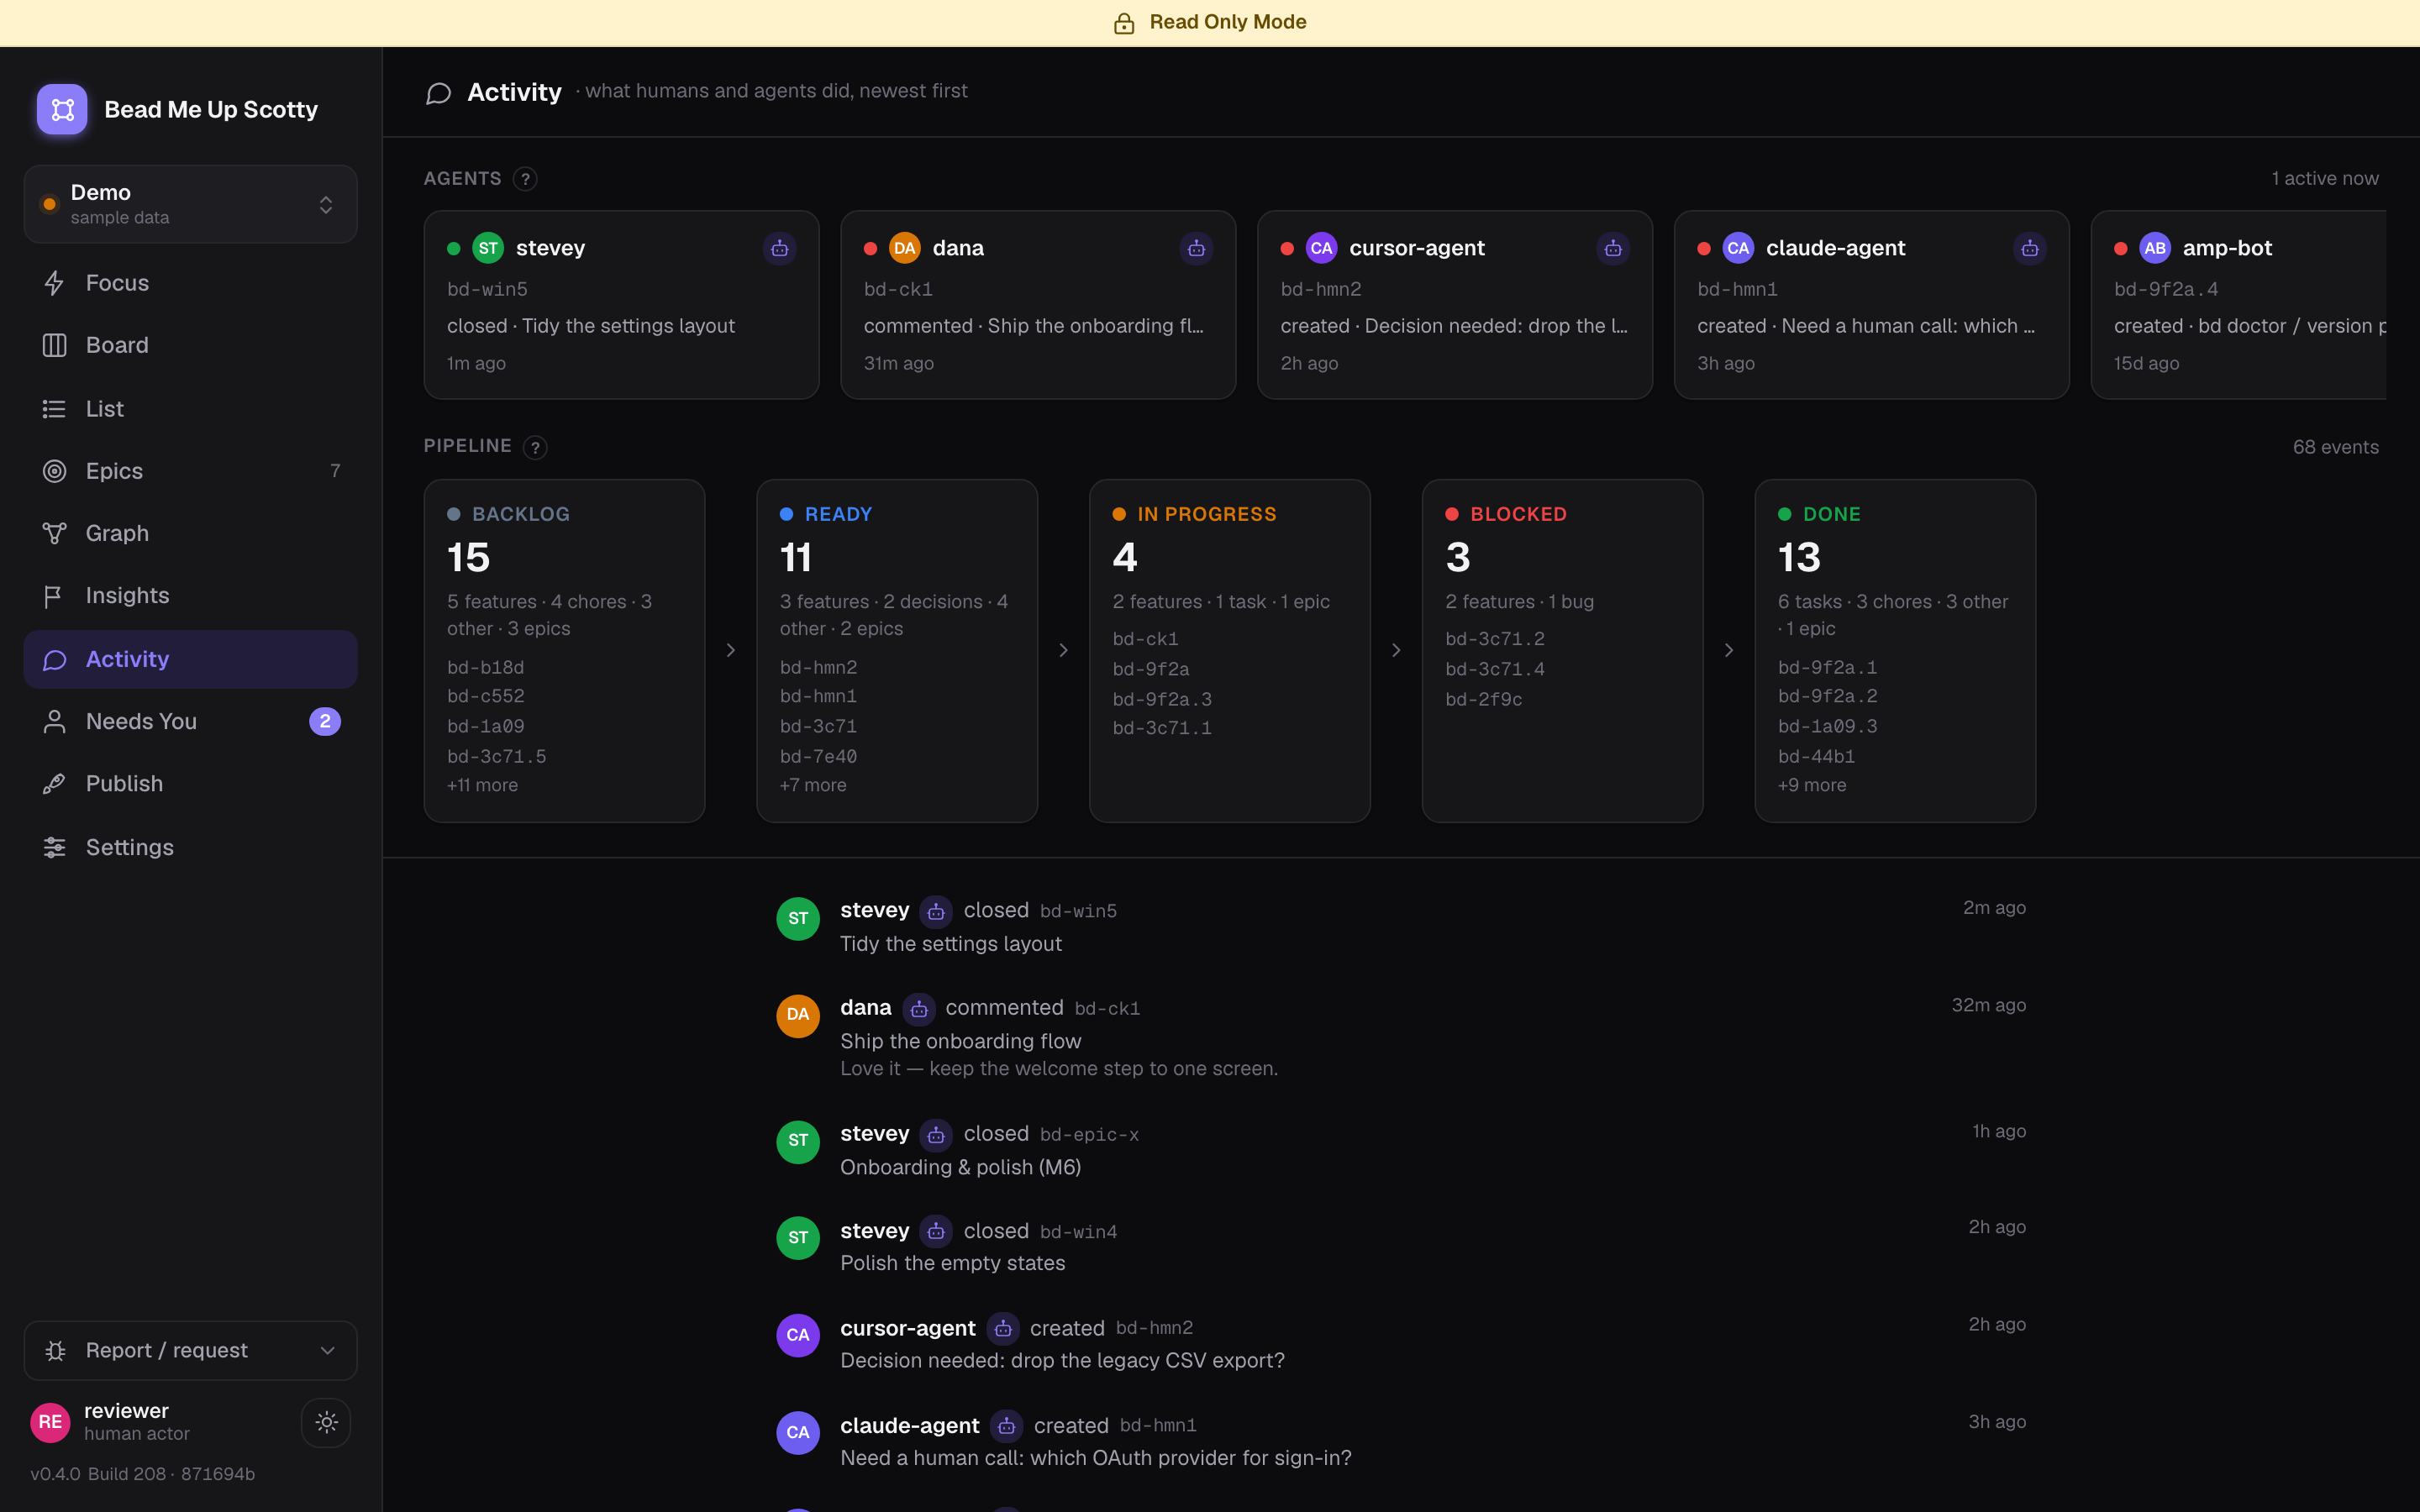 Read Only Mode
Bead Me Up Scotty
Demo
sample data
Focus
Board
List
Epics 7
Graph
Insights
Activity
Needs You 2
Publish
Settings
Report / request
RE reviewer
human actor
v0.4.0 Build 208 · 871694b
Activity · what humans and agents did, newest first
AGENTS ? 1 active now
ST stevey
bd-win5
closed · Tidy the settings layout
1m ago
DA dana
bd-ck1
commented · Ship the onboarding fl...
31m ago
CA cursor-agent
bd-hmn2
created · Decision needed: drop the l...
2h ago
CA claude-agent
bd-hmn1
created · Need a human call: which ...
3h ago
AB amp-bot
bd-9f2a.4
created · bd doctor / version p
15d ago
PIPELINE ? 68 events
BACKLOG
15
5 features · 4 chores · 3
other · 3 epics
bd-b18d
bd-c552
bd-1a09
bd-3c71.5
+11 more
READY
11
3 features · 2 decisions · 4
other · 2 epics
bd-hmn2
bd-hmn1
bd-3c71
bd-7e40
+7 more
IN PROGRESS
4
2 features · 1 task · 1 epic
bd-ck1
bd-9f2a
bd-9f2a.3
bd-3c71.1
BLOCKED
3
2 features · 1 bug
bd-3c71.2
bd-3c71.4
bd-2f9c
DONE
13
6 tasks · 3 chores · 3 other
· 1 epic
bd-9f2a.1
bd-9f2a.2
bd-1a09.3
bd-44b1
+9 more
ST stevey closed bd-win5 2m ago
Tidy the settings layout
DA dana commented bd-ck1 32m ago
Ship the onboarding flow
Love it — keep the welcome step to one screen.
ST stevey closed bd-epic-x 1h ago
Onboarding & polish (M6)
ST stevey closed bd-win4 2h ago
Polish the empty states
CA cursor-agent created bd-hmn2 2h ago
Decision needed: drop the legacy CSV export?
CA claude-agent created bd-hmn1 3h ago
Need a human call: which OAuth provider for sign-in?